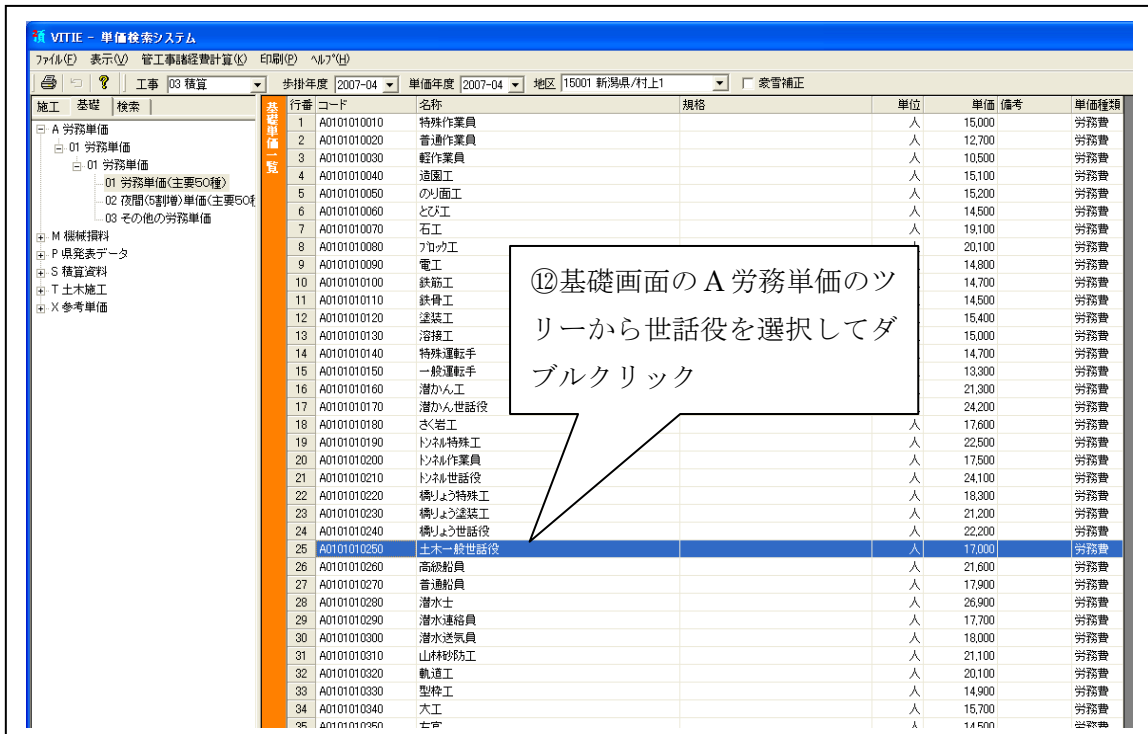 VITIE - 単価検索システム
ファイル(F) 表示(V) 管工事諸経費計算(K) 印刷(P) ヘルプ(H)
工事 03 積算 歩掛年度 2007-04 単価年度 2007-04 地区 15001 新潟県/村上1 豪雪補正
施工 基礎 検索
A 労務単価
01 労務単価
01 労務単価
01 労務単価(主要50種)
02 夜間(5割増)単価(主要50種
03 その他の労務単価
M 機械損料
P 県発表データ
S 積算資料
T 土木施工
X 参考単価
基礎単価一覧
行番 コード 名称 規格 単位 単価 備考 単価種類
1 A0101010010 特殊作業員 人 15,000 労務費
2 A0101010020 普通作業員 人 12,700 労務費
3 A0101010030 軽作業員 人 10,500 労務費
4 A0101010040 造園工 人 15,100 労務費
5 A0101010050 のり面工 人 15,200 労務費
6 A0101010060 とび工 人 14,500 労務費
7 A0101010070 石工 人 19,100 労務費
8 A0101010080 ブロック工 20,100 労務費
9 A0101010090 電工 14,800 労務費
10 A0101010100 鉄筋工 14,700 労務費
11 A0101010110 鉄骨工 14,500 労務費
12 A0101010120 塗装工 15,400 労務費
13 A0101010130 溶接工 15,000 労務費
14 A0101010140 特殊運転手 14,700 労務費
15 A0101010150 一般運転手 13,300 労務費
16 A0101010160 潜かん工 21,300 労務費
17 A0101010170 潜かん世話役 24,200 労務費
18 A0101010180 さく岩工 人 17,600 労務費
19 A0101010190 トンネル特殊工 人 22,500 労務費
20 A0101010200 トンネル作業員 人 17,500 労務費
21 A0101010210 トンネル世話役 人 24,100 労務費
22 A0101010220 橋りょう特殊工 人 18,300 労務費
23 A0101010230 橋りょう塗装工 人 21,200 労務費
24 A0101010240 橋りょう世話役 人 22,200 労務費
25 A0101010250 土木一般世話役 人 17,000 労務費
26 A0101010260 高級船員 人 21,600 労務費
27 A0101010270 普通船員 人 17,900 労務費
28 A0101010280 潜水士 人 26,900 労務費
29 A0101010290 潜水連絡員 人 17,700 労務費
30 A0101010300 潜水送気員 人 18,000 労務費
31 A0101010310 山林砂防工 人 21,100 労務費
32 A0101010320 軌道工 人 20,100 労務費
33 A0101010330 型枠工 人 14,900 労務費
34 A0101010340 大工 人 15,700 労務費
35 A0101010350 左官 人 14,500 労務費
⑫基礎画面の A 労務単価のツ
リーから世話役を選択してダ
ブルクリック